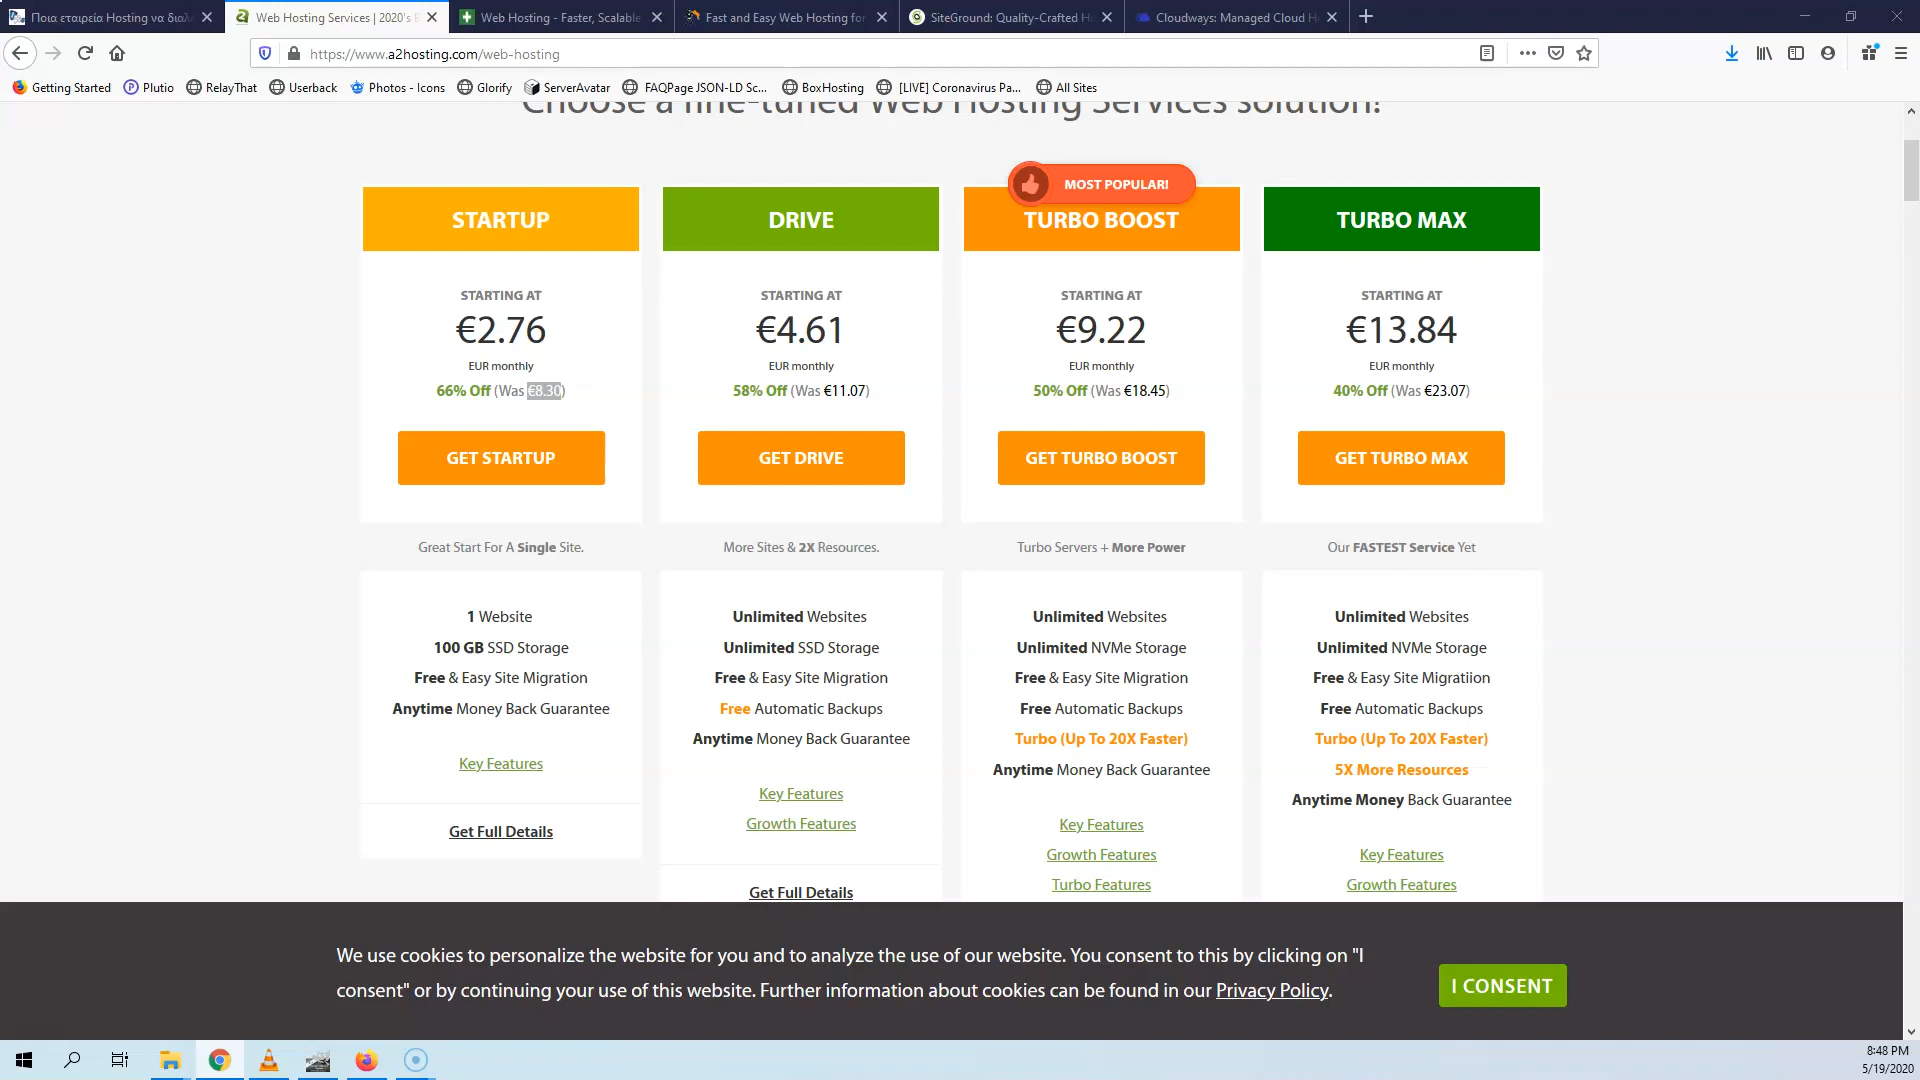 Ποια εταιρεία Hosting να διαλέ
Web Hosting Services | 2020's B
Web Hosting - Faster, Scalable
Fast and Easy Web Hosting for
SiteGround: Quality-Crafted H
Cloudways: Managed Cloud H
https://www.a2hosting.com/web-hosting
Getting Started
Plutio
RelayThat
Userback
Photos - Icons
Glorify
ServerAvatar
FAQPage JSON-LD Sc...
BoxHosting
[LIVE] Coronavirus Pa...
All Sites
Choose a fine-tuned Web Hosting Services solution!
MOST POPULAR!
STARTUP
STARTING AT
€2.76
EUR monthly
66% Off (Was €8.30)
GET STARTUP
Great Start For A Single Site.
1 Website
100 GB SSD Storage
Free & Easy Site Migration
Anytime Money Back Guarantee
Key Features
Get Full Details
DRIVE
STARTING AT
€4.61
EUR monthly
58% Off (Was €11.07)
GET DRIVE
More Sites & 2X Resources.
Unlimited Websites
Unlimited SSD Storage
Free & Easy Site Migration
Free Automatic Backups
Anytime Money Back Guarantee
Key Features
Growth Features
Get Full Details
TURBO BOOST
STARTING AT
€9.22
EUR monthly
50% Off (Was €18.45)
GET TURBO BOOST
Turbo Servers + More Power
Unlimited Websites
Unlimited NVMe Storage
Free & Easy Site Migration
Free Automatic Backups
Turbo (Up To 20X Faster)
Anytime Money Back Guarantee
Key Features
Growth Features
Turbo Features
TURBO MAX
STARTING AT
€13.84
EUR monthly
40% Off (Was €23.07)
GET TURBO MAX
Our FASTEST Service Yet
Unlimited Websites
Unlimited NVMe Storage
Free & Easy Site Migratiion
Free Automatic Backups
Turbo (Up To 20X Faster)
5X More Resources
Anytime Money Back Guarantee
Key Features
Growth Features
We use cookies to personalize the website for you and to analyze the use of our website. You consent to this by clicking on "I
consent" or by continuing your use of this website. Further information about cookies can be found in our Privacy Policy.
I CONSENT
8:48 PM
5/19/2020